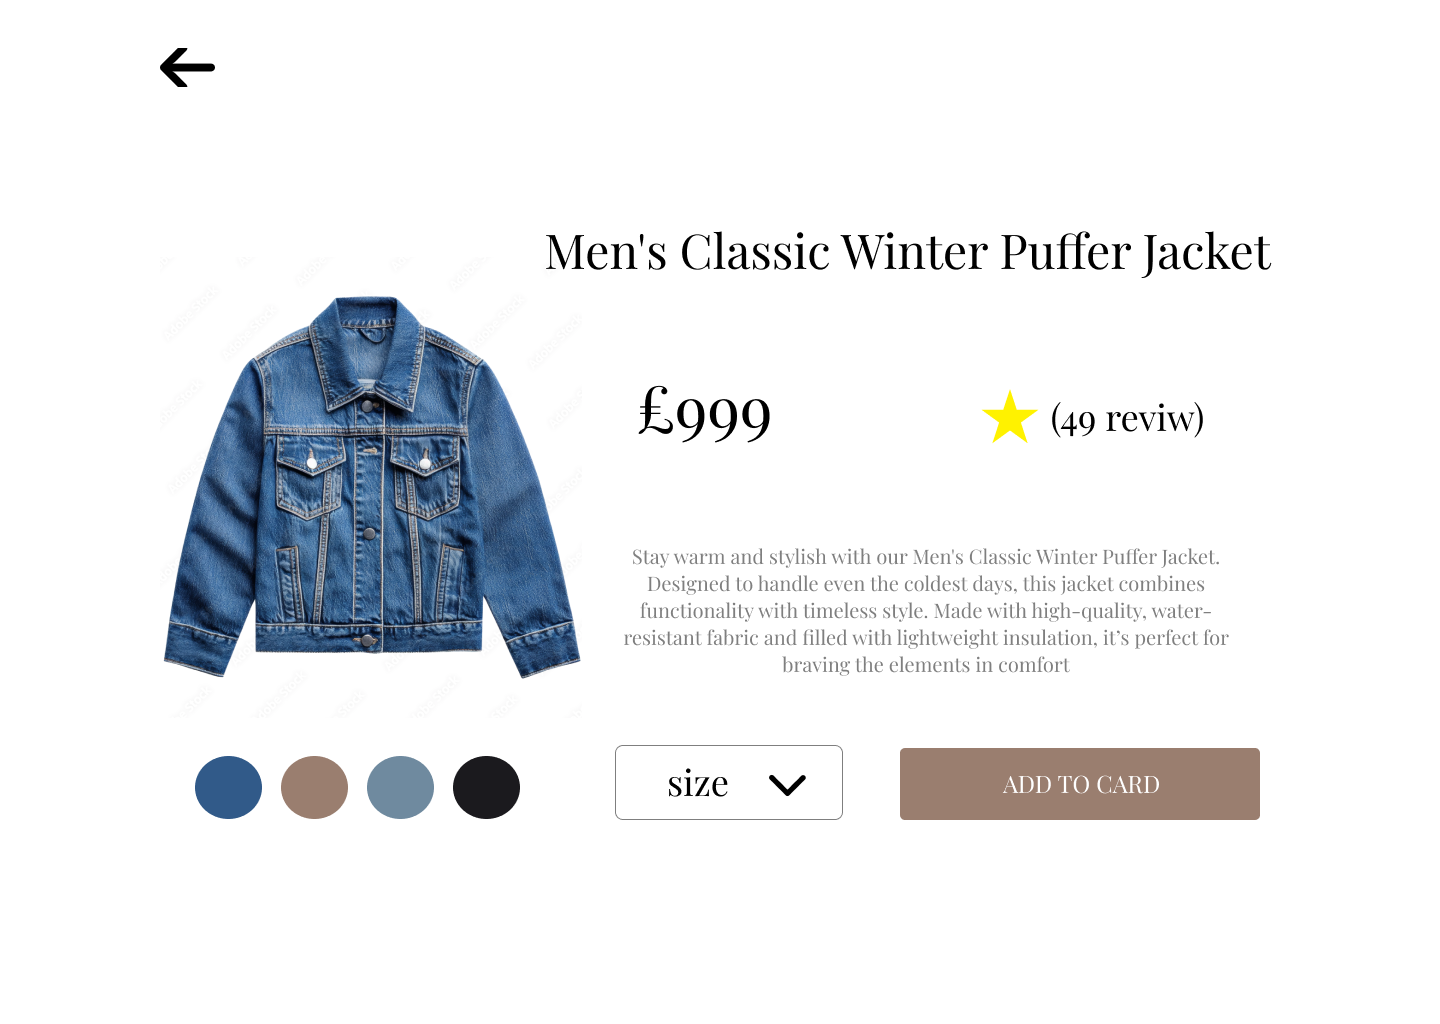 Men's Classic Winter Puffer Jacket
£999
(49 reviw)
Stay warm and stylish with our Men's Classic Winter Puffer Jacket.
Designed to handle even the coldest days, this jacket combines
functionality with timeless style. Made with high-quality, water-
resistant fabric and filled with lightweight insulation, it’s perfect for
braving the elements in comfort
size
ADD TO CARD